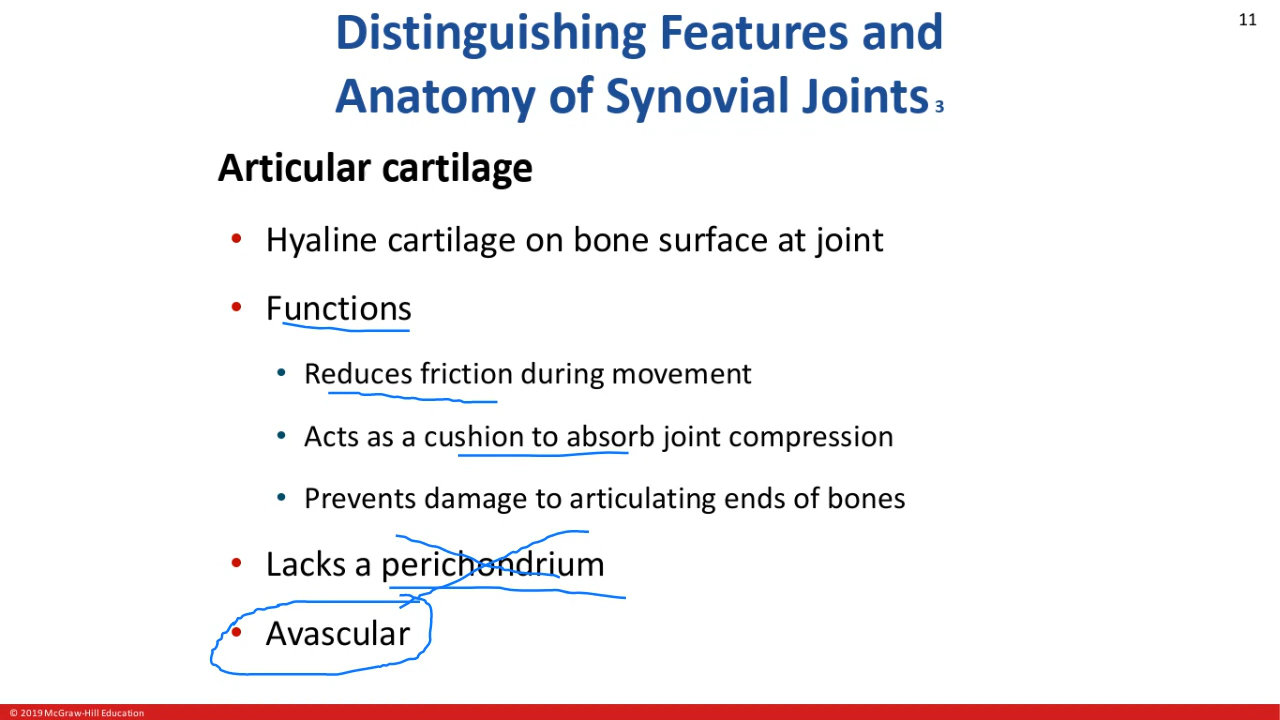 11
Distinguishing Features and
Anatomy of Synovial Joints 3
Articular cartilage
• Hyaline cartilage on bone surface at joint
• Functions
• Reduces friction during movement
• Acts as a cushion to absorb joint compression
• Prevents damage to articulating ends of bones
• Lacks a perichondrium
• Avascular
© 2019 McGraw-Hill Education